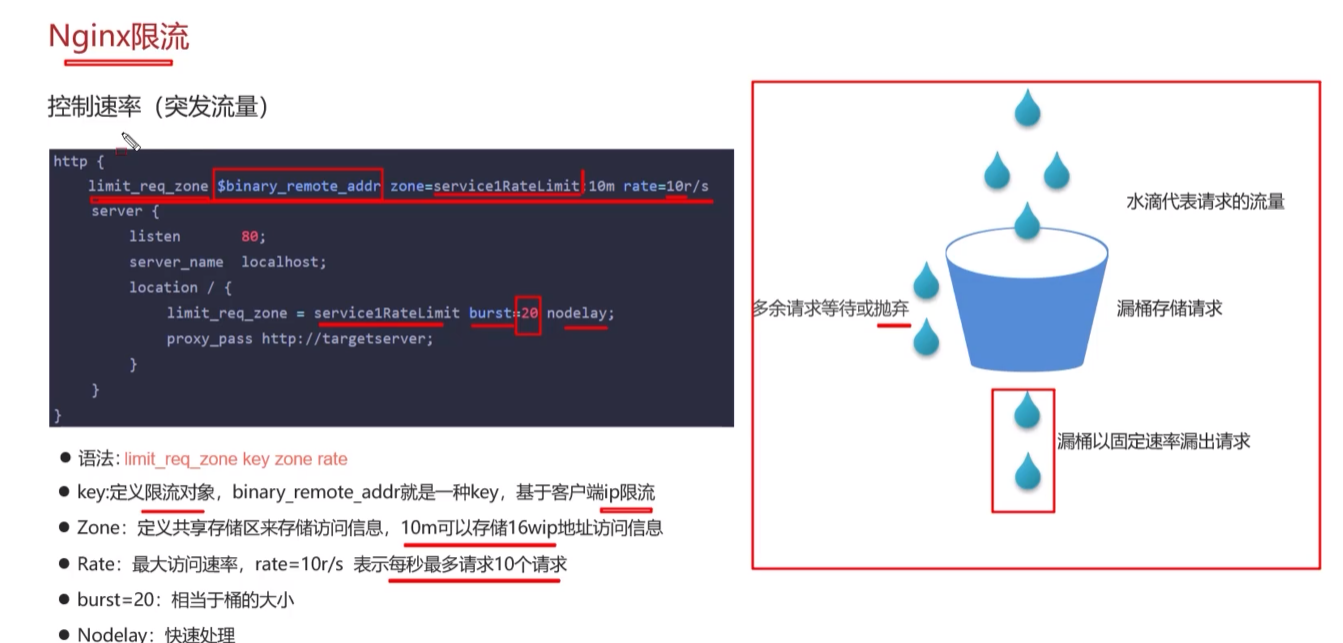 Nginx限流
控制速率（突发流量）
http {
limit_req_zone $binary_remote_addr zone=service1RateLimit:10m rate=10r/s
server {
listen 80;
server_name localhost;
location / {
limit_req_zone = service1RateLimit burst=20 nodelay;
proxy_pass http://targetserver;
}
}
}
● 语法: limit_req_zone key zone rate
● key:定义限流对象，binary_remote_addr就是一种key，基于客户端ip限流
● Zone：定义共享存储区来存储访问信息，10m可以存储16wip地址访问信息
● Rate：最大访问速率，rate=10r/s 表示每秒最多请求10个请求
● burst=20：相当于桶的大小
● Nodelay：快速处理
水滴代表请求的流量
多余请求等待或抛弃
漏桶存储请求
漏桶以固定速率漏出请求